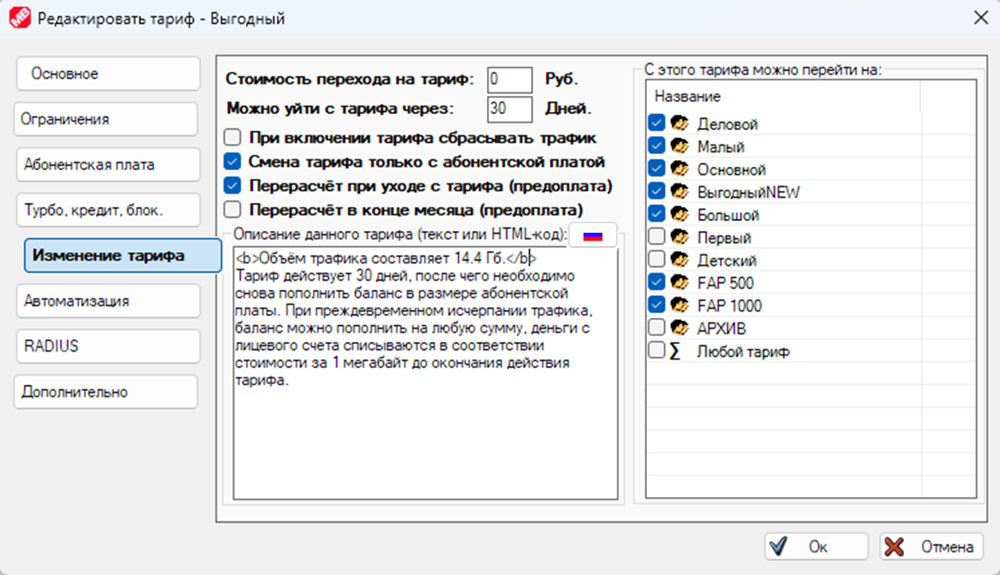 Редактировать тариф - Выгодный
Основное
Ограничения
Абонентская плата
Турбо, кредит, блок.
Изменение тарифа
Автоматизация
RADIUS
Дополнительно
Стоимость перехода на тариф: 0 Руб.
Можно уйти с тарифа через: 30 Дней.
При включении тарифа сбрасывать трафик
Смена тарифа только с абонентской платой
Перерасчёт при уходе с тарифа (предоплата)
Перерасчёт в конце месяца (предоплата)
Описание данного тарифа (текст или HTML-код):
<b>Объём трафика составляет 14.4 Гб.</b>
Тариф действует 30 дней, после чего необходимо
снова пополнить баланс в размере абонентской
платы. При преждевременном исчерпании трафика,
баланс можно пополнить на любую сумму, деньги с
лицевого счета списываются в соответствии
стоимости за 1 мегабайт до окончания действия
тарифа.
С этого тарифа можно перейти на:
Название
Деловой
Малый
Основной
ВыгодныйNEW
Большой
Первый
Детский
FAP 500
FAP 1000
АРХИВ
Σ Любой тариф
Ок
Отмена